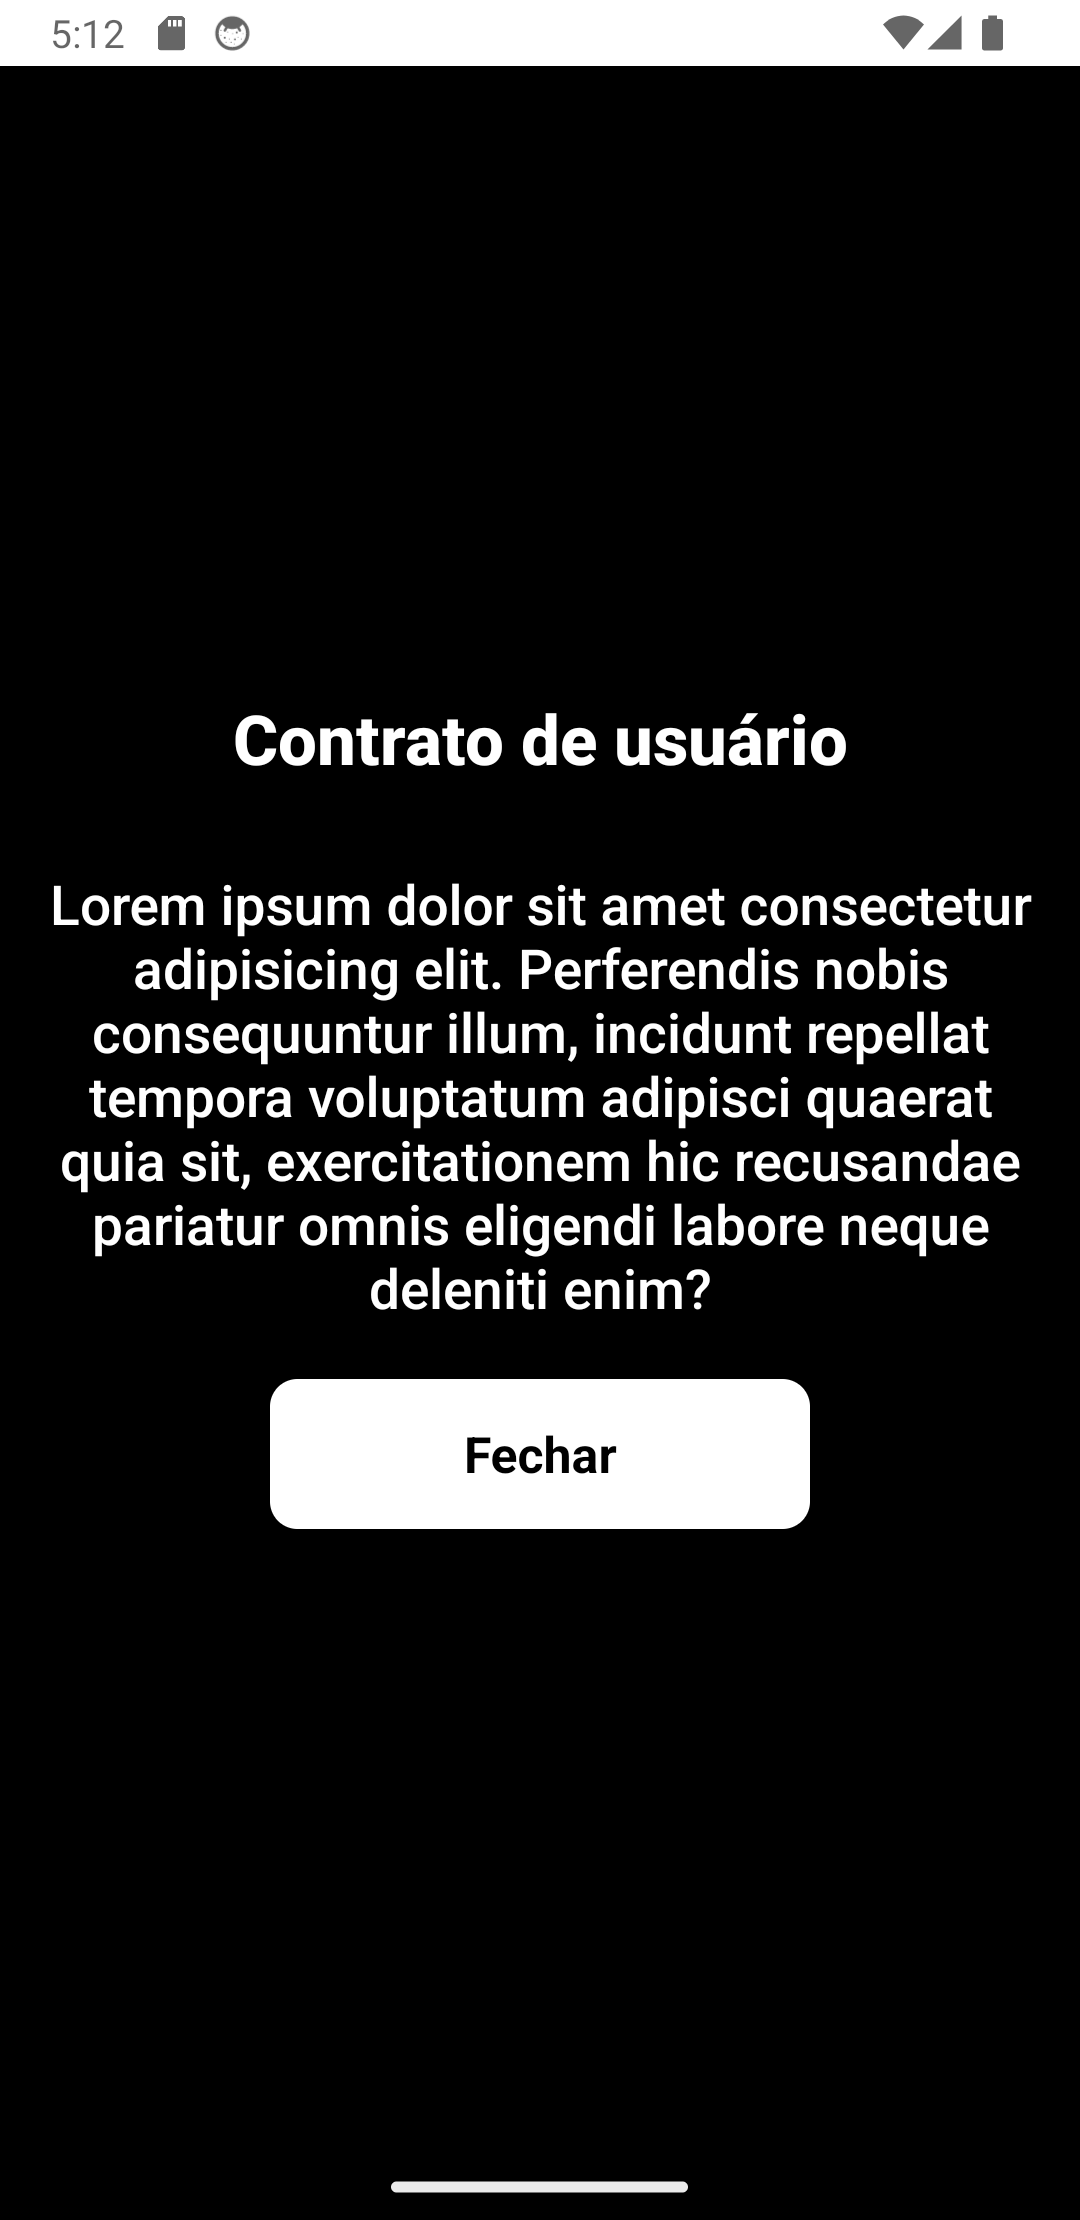 5:12
Contrato de usuário
Lorem ipsum dolor sit amet consectetur
adipisicing elit. Perferendis nobis
consequuntur illum, incidunt repellat
tempora voluptatum adipisci quaerat
quia sit, exercitationem hic recusandae
pariatur omnis eligendi labore neque
deleniti enim?
Fechar